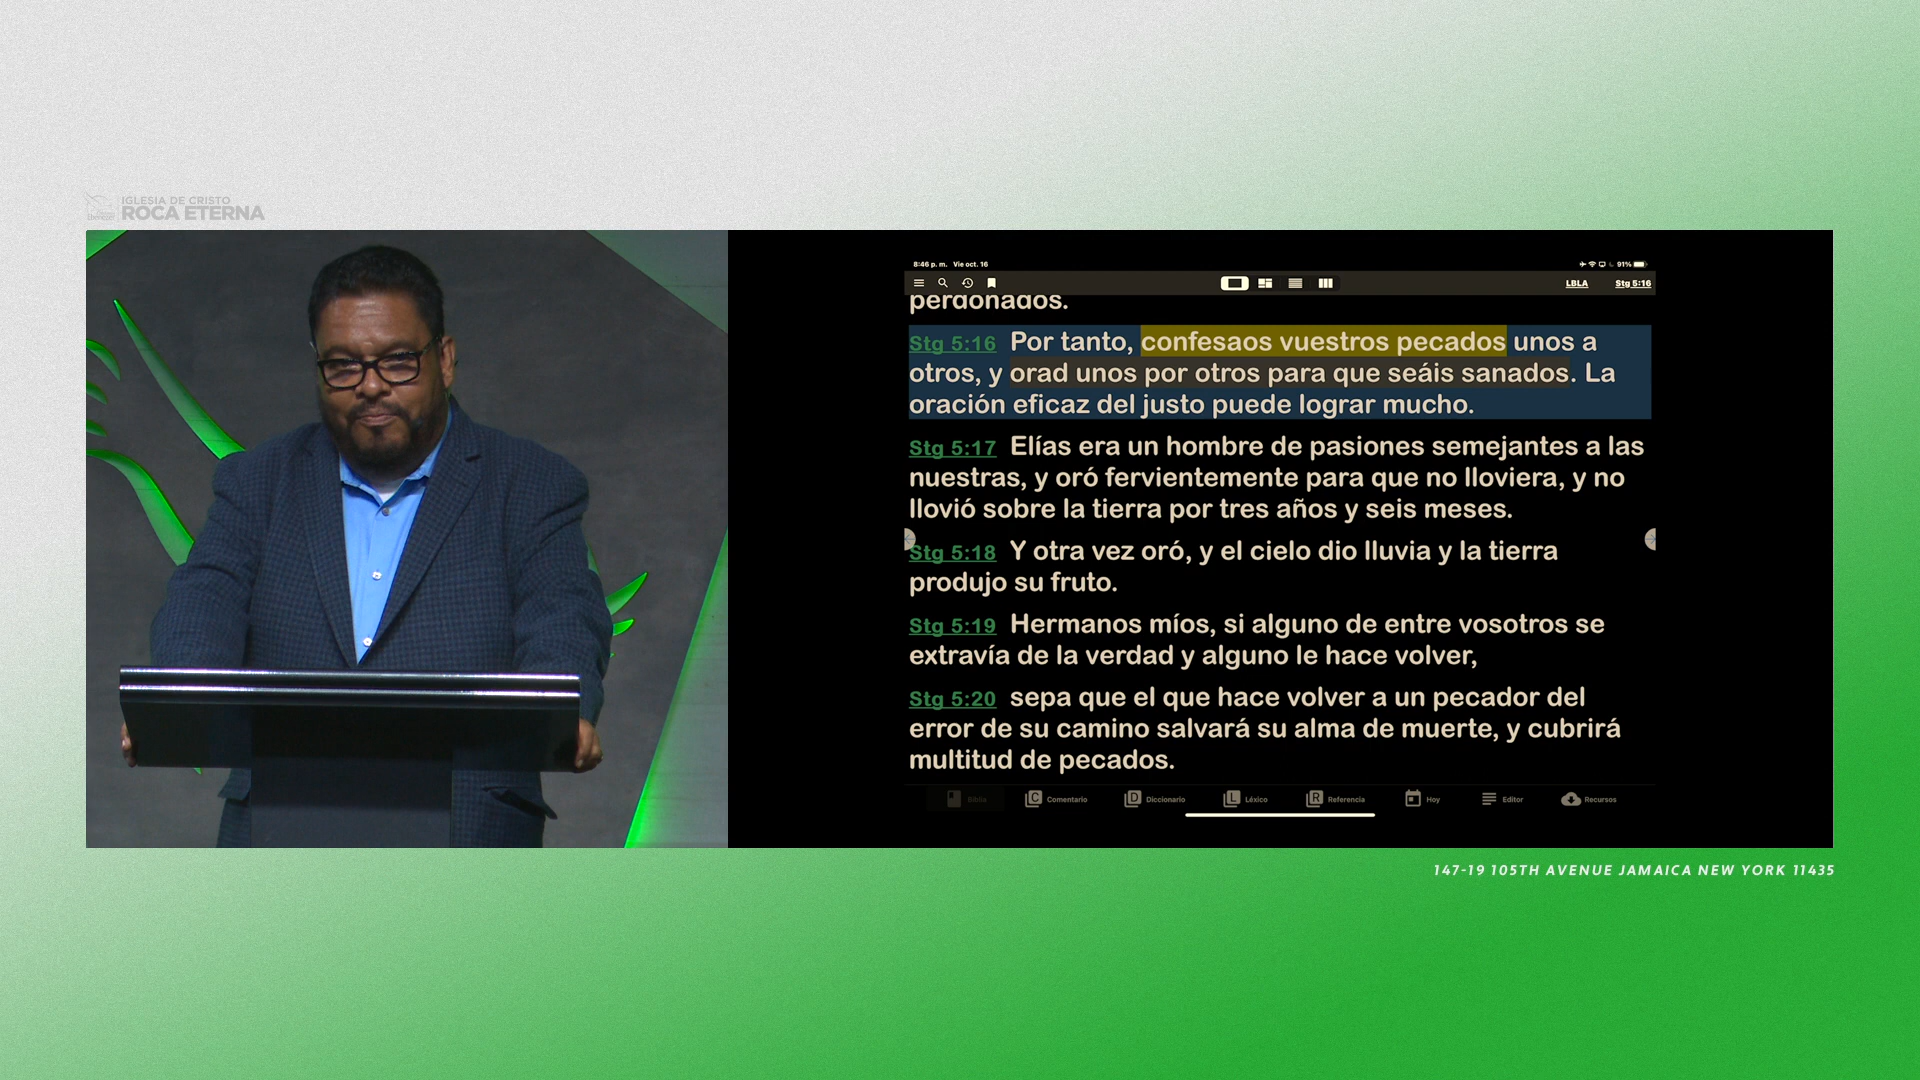 IGLESIA DE CRISTO
ROCA ETERNA
8:46 p. m. Vie oct. 16
91%
LBLA Stg 5:16
perdonados.
Stg 5:16 Por tanto, confesaos vuestros pecados unos a
otros, y orad unos por otros para que seáis sanados. La
oración eficaz del justo puede lograr mucho.
Stg 5:17 Elías era un hombre de pasiones semejantes a las
nuestras, y oró fervientemente para que no lloviera, y no
llovió sobre la tierra por tres años y seis meses.
Stg 5:18 Y otra vez oró, y el cielo dio lluvia y la tierra
produjo su fruto.
Stg 5:19 Hermanos míos, si alguno de entre vosotros se
extravía de la verdad y alguno le hace volver,
Stg 5:20 sepa que el que hace volver a un pecador del
error de su camino salvará su alma de muerte, y cubrirá
multitud de pecados.
Biblia C Comentario D Diccionario L Léxico R Referencia Hoy Editor Recursos
147-19 105TH AVENUE JAMAICA NEW YORK 11435